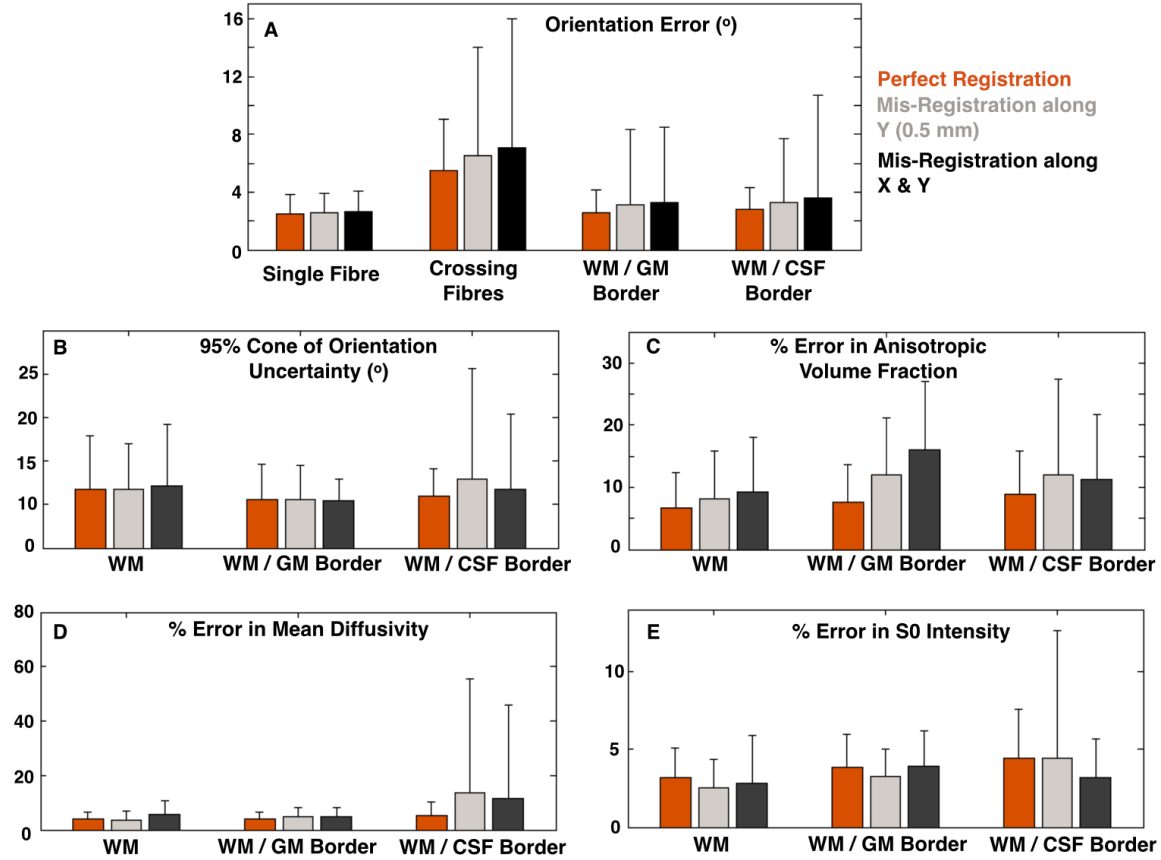 A
Orientation Error (º)
16
12
8
4
0
Single Fibre
Crossing
Fibres
WM / GM
Border
WM / CSF
Border
Perfect Registration
Mis-Registration along
Y (0.5 mm)
Mis-Registration along
X & Y
B
95% Cone of Orientation
Uncertainty (º)
25
20
15
10
0
WM
WM / GM Border
WM / CSF Border
C
% Error in Anisotropic
Volume Fraction
30
20
10
0
WM
WM / GM Border
WM / CSF Border
D
% Error in Mean Diffusivity
80
60
40
20
0
WM
WM / GM Border
WM / CSF Border
E
% Error in S0 Intensity
10
5
0
WM
WM / GM Border
WM / CSF Border